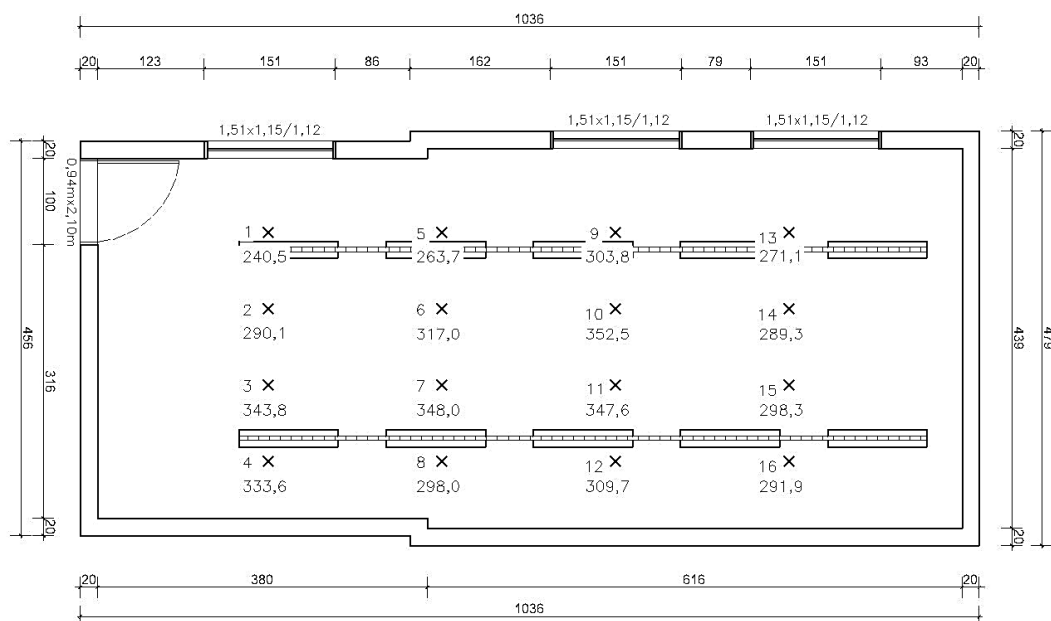 1036
20 123 151 86 162 151 79 151 93 20
1,51x1,15/1,12 1,51x1,15/1,12 1,51x1,15/1,12
0,94mx2,10m
20
100
316
20
456
20
439
20
479
1 5 9 13
240,5 263,7 303,8 271,1
2 6 10 14
290,1 317,0 352,5 289,3
3 7 11 15
343,8 348,0 347,6 298,3
4 8 12 16
333,6 298,0 309,7 291,9
20 380 616 20
1036